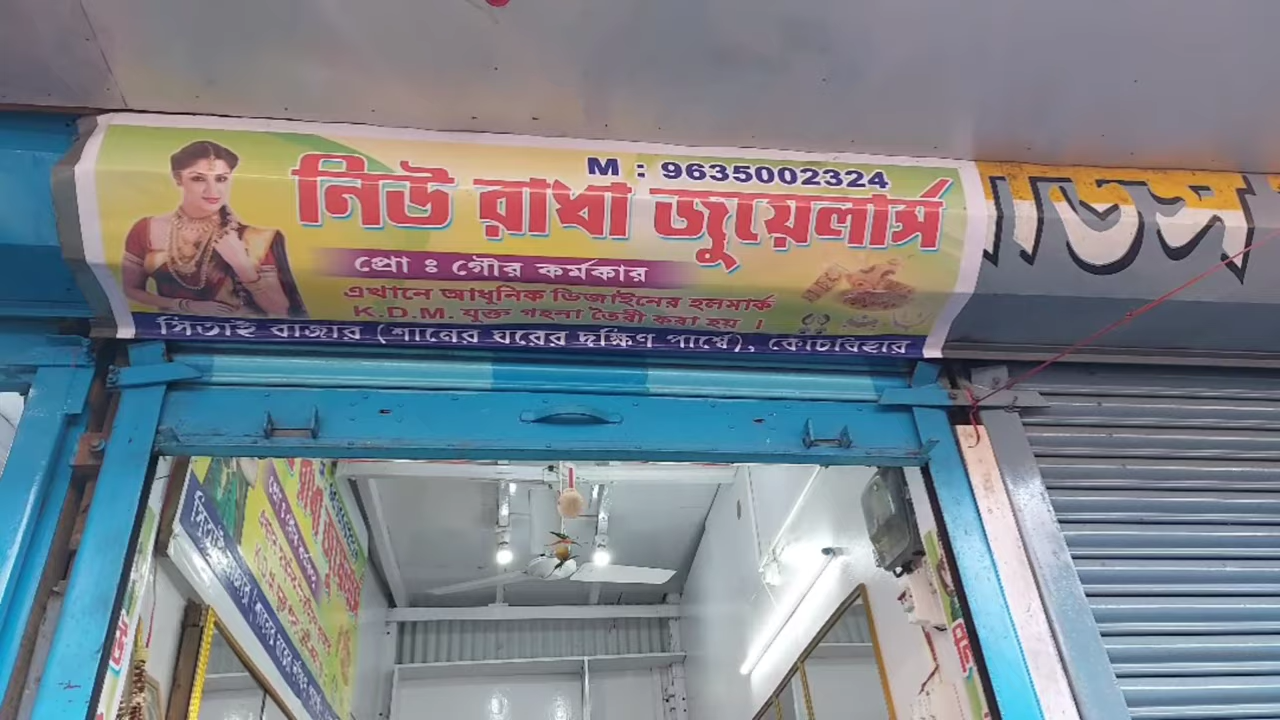 M : 9635002324
নিউ রাধা জুয়েলার্স
প্রো ঃ গৌর কর্মকার
এখানে আধুনিক ডিজাইনের হলমার্ক
K.D.M. যুক্ত গহনা তৈরী করা হয় ।
সিতাই বাজার (শানের ঘরের দক্ষিণ পার্শ্বে), কোচবিহার